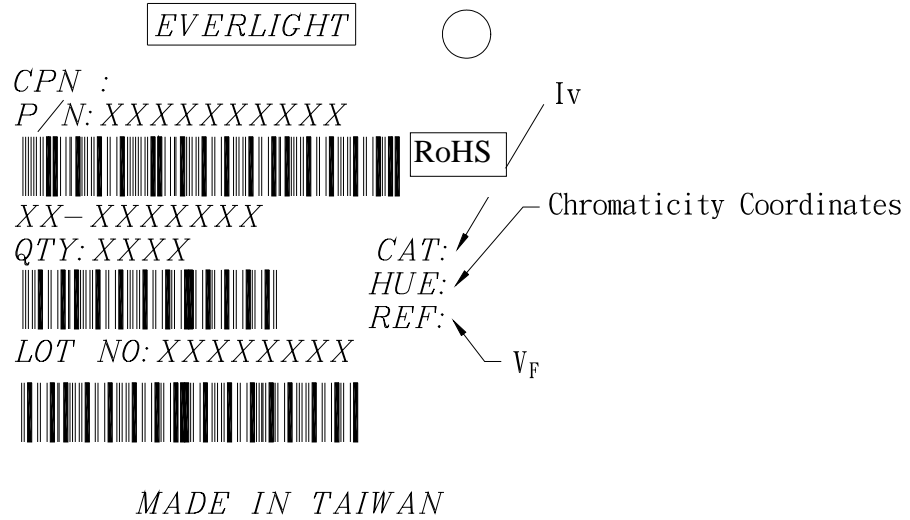 EVERLIGHT
CPN :
P/N: XXXXXXXXXX
RoHS
Iv
XX-XXXXXXX
Chromaticity Coordinates
QTY: XXXX
CAT:
HUE:
REF:
LOT NO: XXXXXXXX
VF
MADE IN TAIWAN